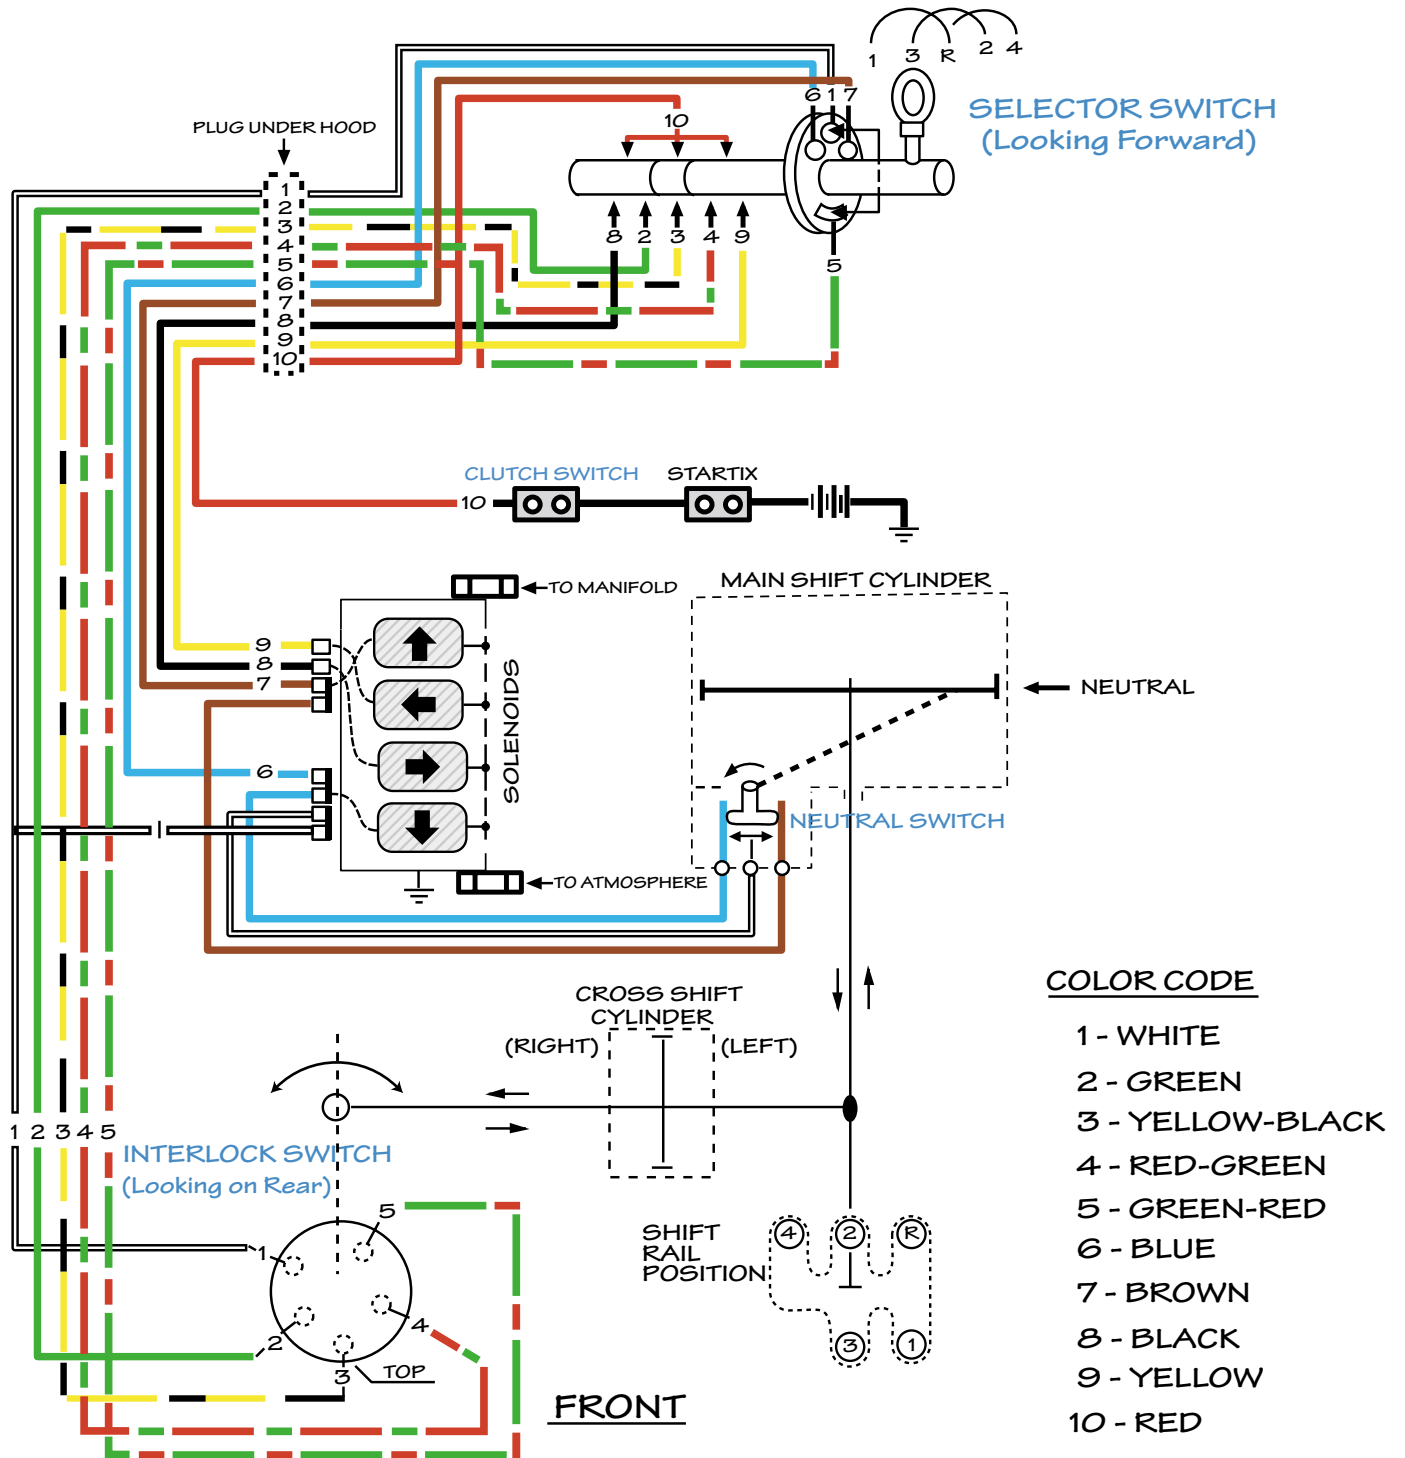 1 3 R 2 4
6 1 7
SELECTOR SWITCH
(Looking Forward)
10
PLUG UNDER HOOD
1
2
3
4
5
6
7
8
9
10
8 2 3 4 9
5
CLUTCH SWITCH
STARTIX
10
TO MANIFOLD
MAIN SHIFT CYLINDER
9
8
7
6
SOLENOIDS
NEUTRAL
NEUTRAL SWITCH
TO ATMOSPHERE
CROSS SHIFT
CYLINDER
(RIGHT)
(LEFT)
COLOR CODE
1 - WHITE
2 - GREEN
3 - YELLOW-BLACK
4 - RED-GREEN
5 - GREEN-RED
6 - BLUE
7 - BROWN
8 - BLACK
9 - YELLOW
10 - RED
1 2 3 4 5
INTERLOCK SWITCH
(Looking on Rear)
5
1
4
2
3
TOP
SHIFT
RAIL
POSITION
4 2 R
3 1
FRONT